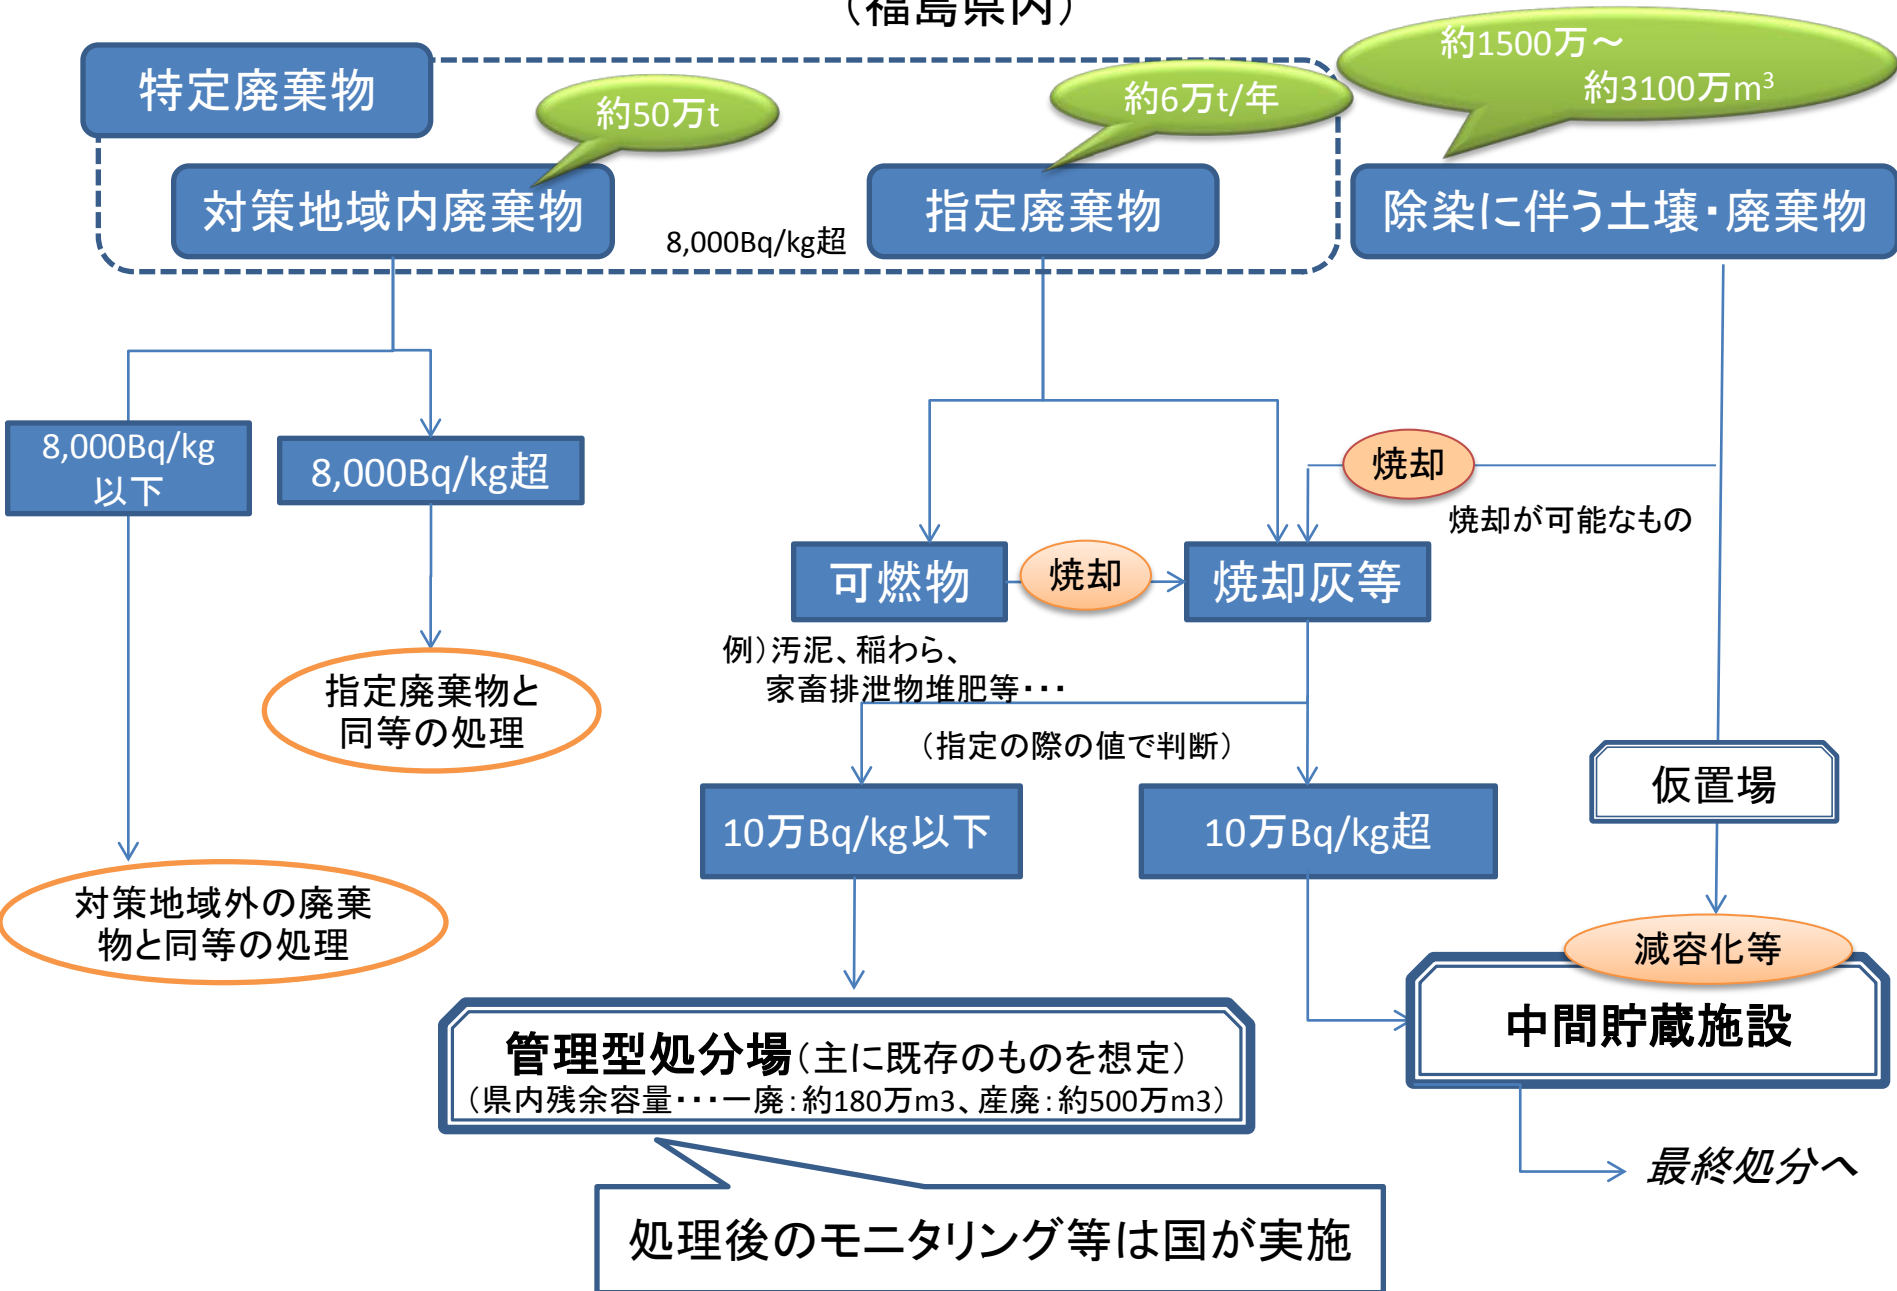 （福島県内）
特定廃棄物
約50万t
約6万t/年
約1500万～
約3100万m³
対策地域内廃棄物
8,000Bq/kg超
指定廃棄物
除染に伴う土壌・廃棄物
8,000Bq/kg
以下
8,000Bq/kg超
焼却
焼却が可能なもの
可燃物
焼却
焼却灰等
例）汚泥、稲わら、
家畜排泄物堆肥等・・・
指定廃棄物と
同等の処理
（指定の際の値で判断）
仮置場
10万Bq/kg以下
10万Bq/kg超
対策地域外の廃棄
物と同等の処理
減容化等
中間貯蔵施設
管理型処分場（主に既存のものを想定）
（県内残余容量・・・一廃：約180万m3、産廃：約500万m3）
最終処分へ
処理後のモニタリング等は国が実施